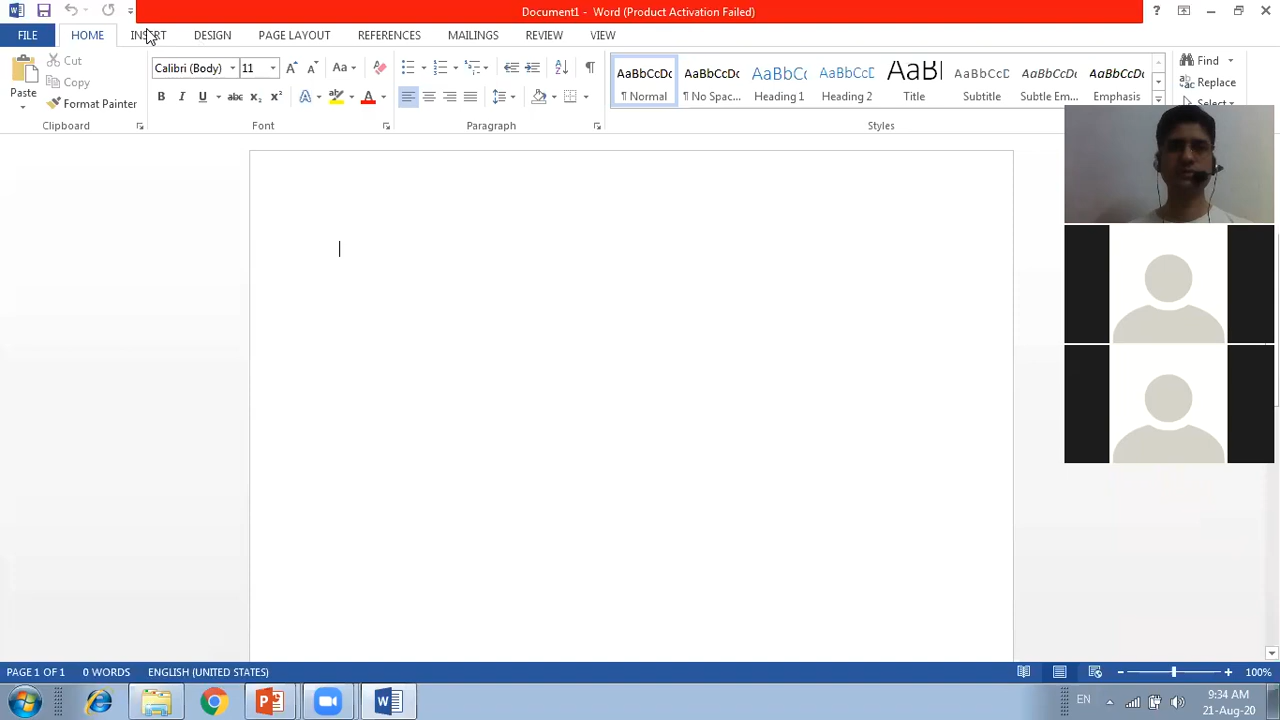 Document1 - Word (Product Activation Failed)
FILE HOME INSERT DESIGN PAGE LAYOUT REFERENCES MAILINGS REVIEW VIEW
Paste
Cut
Copy
Format Painter
Clipboard
Calibri (Body) 11
Font
Paragraph
AaBbCcDc AaBbCcDc AaBbCc AaBbCcD AaBl AaBbCcD AaBbCcDc AaBbCcDc
¶ Normal ¶ No Spac... Heading 1 Heading 2 Title Subtitle Subtle Em... Emphasis
Styles
Find
Replace
Select
PAGE 1 OF 1 0 WORDS ENGLISH (UNITED STATES) 100%
EN 9:34 AM
21-Aug-20